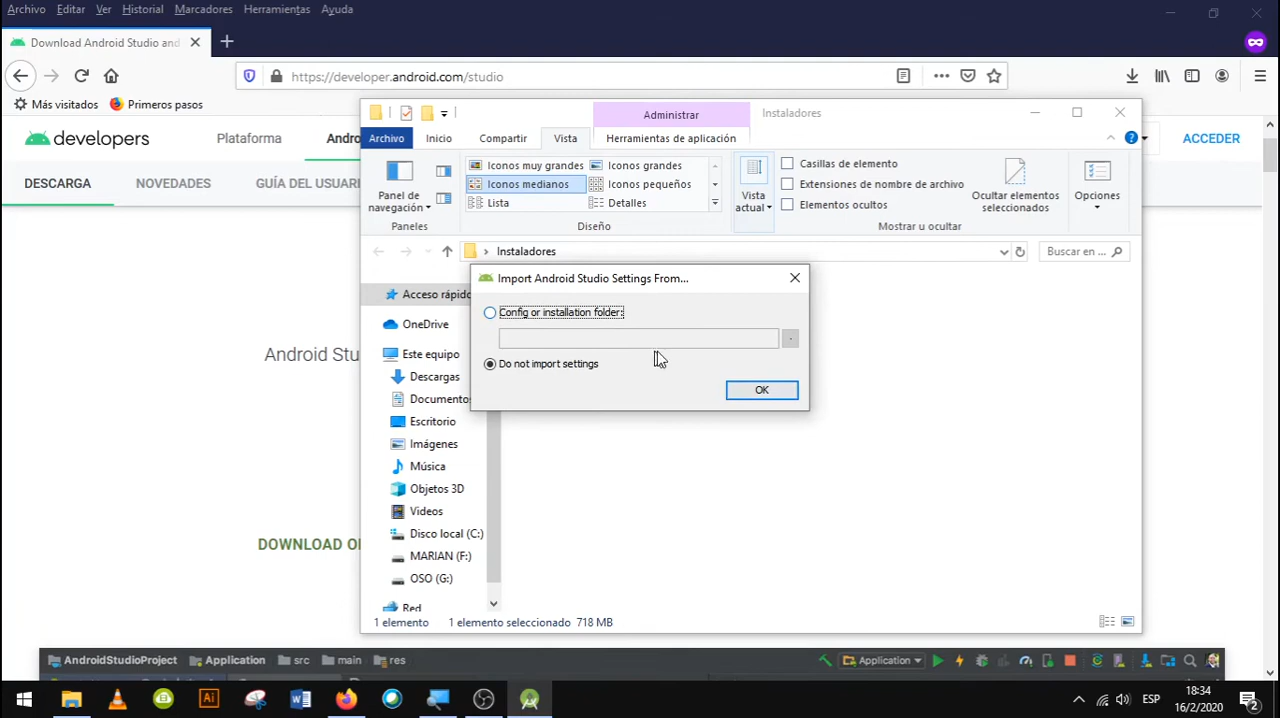 Archivo Editar Ver Historial Marcadores Herramientas Ayuda
Download Android Studio and
https://developer.android.com/studio
Más visitados Primeros pasos
developers Plataforma Andro ACCEDER
DESCARGA NOVEDADES GUÍA DEL USUARI
Administrar Instaladores
Archivo Inicio Compartir Vista Herramientas de aplicación
Panel de navegación
Paneles
Iconos muy grandes Iconos grandes
Iconos medianos Iconos pequeños
Lista Detalles
Diseño
Vista actual
Casillas de elemento
Extensiones de nombre de archivo
Elementos ocultos
Ocultar elementos seleccionados
Mostrar u ocultar
Opciones
Instaladores
Buscar en ...
Acceso rápido
OneDrive
Este equipo
Descargas
Documentos
Escritorio
Imágenes
Música
Objetos 3D
Videos
Disco local (C:)
MARIAN (F:)
OSO (G:)
Red
1 elemento 1 elemento seleccionado 718 MB
Import Android Studio Settings From...
Config or installation folder:
Do not import settings
OK
Android Stu
DOWNLOAD O
AndroidStudioProject Application src main res Application
Ai
ESP
18:34
16/2/2020
2